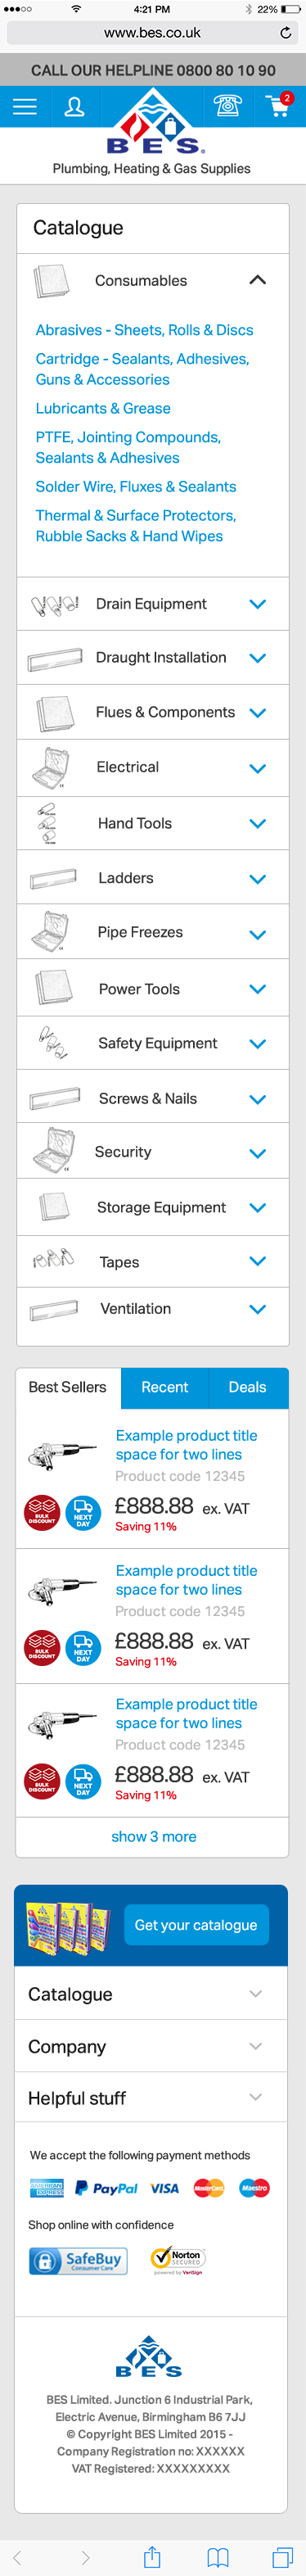 4:21 PM
22%
www.bes.co.uk
CALL OUR HELPLINE 0800 80 10 90
2
BES
Plumbing, Heating & Gas Supplies
Catalogue
Consumables
Abrasives - Sheets, Rolls & Discs
Cartridge - Sealants, Adhesives,
Guns & Accessories
Lubricants & Grease
PTFE, Jointing Compounds,
Sealants & Adhesives
Solder Wire, Fluxes & Sealants
Thermal & Surface Protectors,
Rubble Sacks & Hand Wipes
Drain Equipment
Draught Installation
Flues & Components
Electrical
Hand Tools
Ladders
Pipe Freezes
Power Tools
Safety Equipment
Screws & Nails
Security
Storage Equipment
Tapes
Ventilation
Best Sellers Recent Deals
Example product title
space for two lines
Product code 12345
BULK DISCOUNT NEXT DAY £888.88 ex. VAT
Saving 11%
Example product title
space for two lines
Product code 12345
BULK DISCOUNT NEXT DAY £888.88 ex. VAT
Saving 11%
Example product title
space for two lines
Product code 12345
BULK DISCOUNT NEXT DAY £888.88 ex. VAT
Saving 11%
show 3 more
Get your catalogue
Catalogue
Company
Helpful stuff
We accept the following payment methods
AMERICAN EXPRESS PayPal VISA MasterCard Maestro
Shop online with confidence
SafeBuy Consumer Care
Norton SECURED
powered by VeriSign
BES
BES Limited. Junction 6 Industrial Park,
Electric Avenue, Birmingham B6 7JJ
© Copyright BES Limited 2015 -
Company Registration no: XXXXXX
VAT Registered: XXXXXXXXX